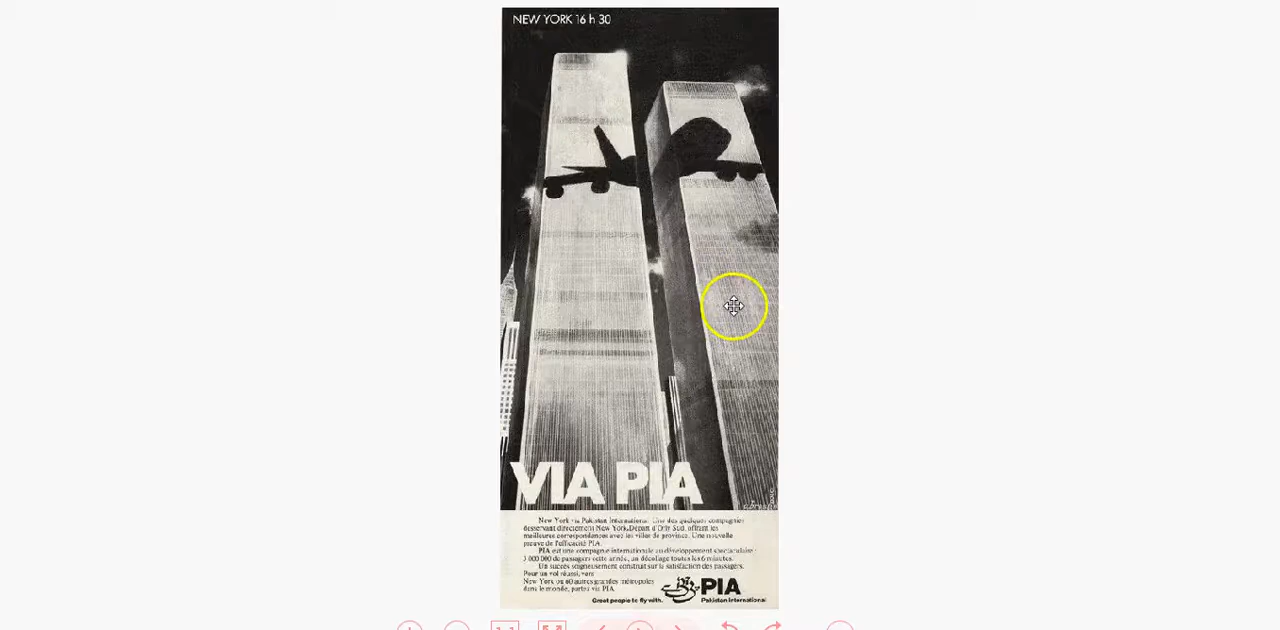 NEW YORK 16 h 30
VIA PIA
New York via Pakistan International. Une des quelques compagnies
desservant directement New York. Départ d'Orly Sud, offrant les
meilleures correspondances avec les villes de province. Une nouvelle
preuve de l'efficacité PIA.
PIA est une compagnie internationale au développement spectaculaire :
3 000 000 de passagers cette année, un décollage toutes les 6 minutes.
Un succès soigneusement construit sur la satisfaction des passagers.
Pour un vol réussi, vers
New York ou 60 autres grandes métropoles
dans le monde, partez via PIA.
PIA
Great people to fly with.
Pakistan International
1:1